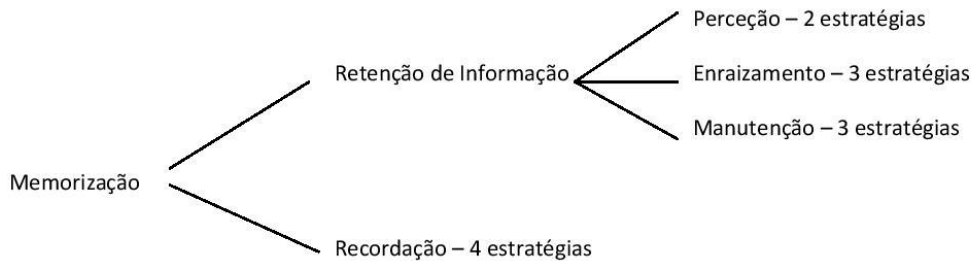 Perceção – 2 estratégias
Retenção de Informação
Enraizamento – 3 estratégias
Manutenção – 3 estratégias
Memorização
Recordação – 4 estratégias